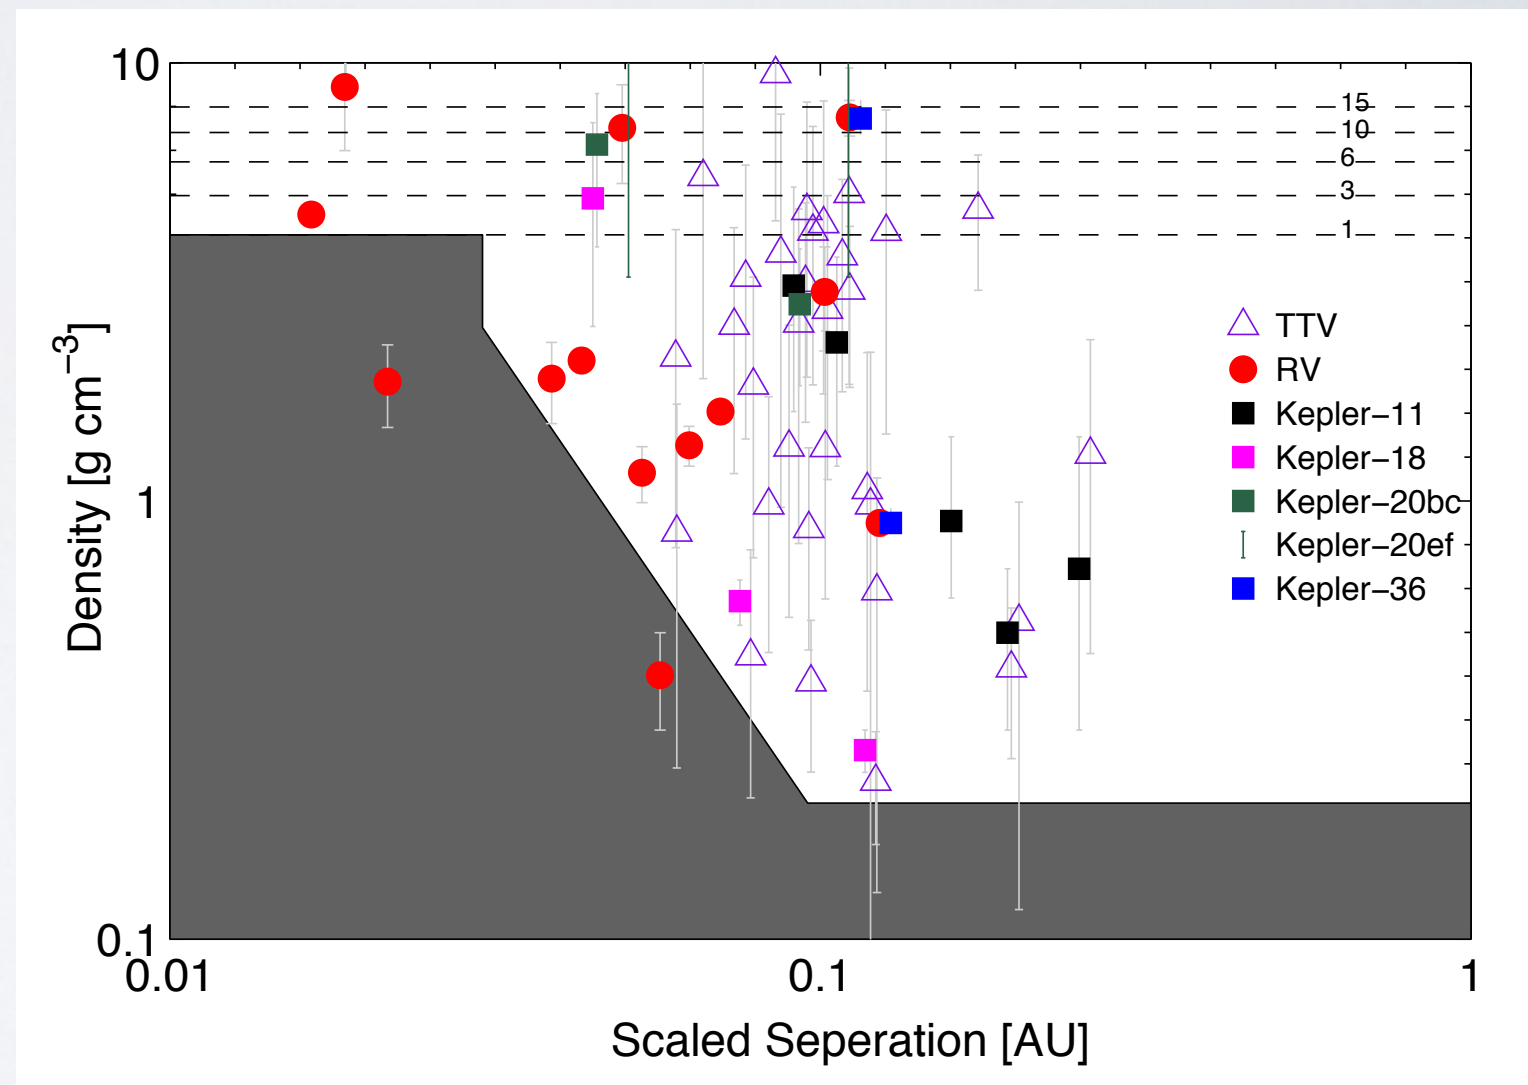 10
15
10
6
3
1
Density [g cm−3]
1
0.1
TTV
RV
Kepler−11
Kepler−18
Kepler−20bc
Kepler−20ef
Kepler−36
0.01
0.1
1
Scaled Seperation [AU]